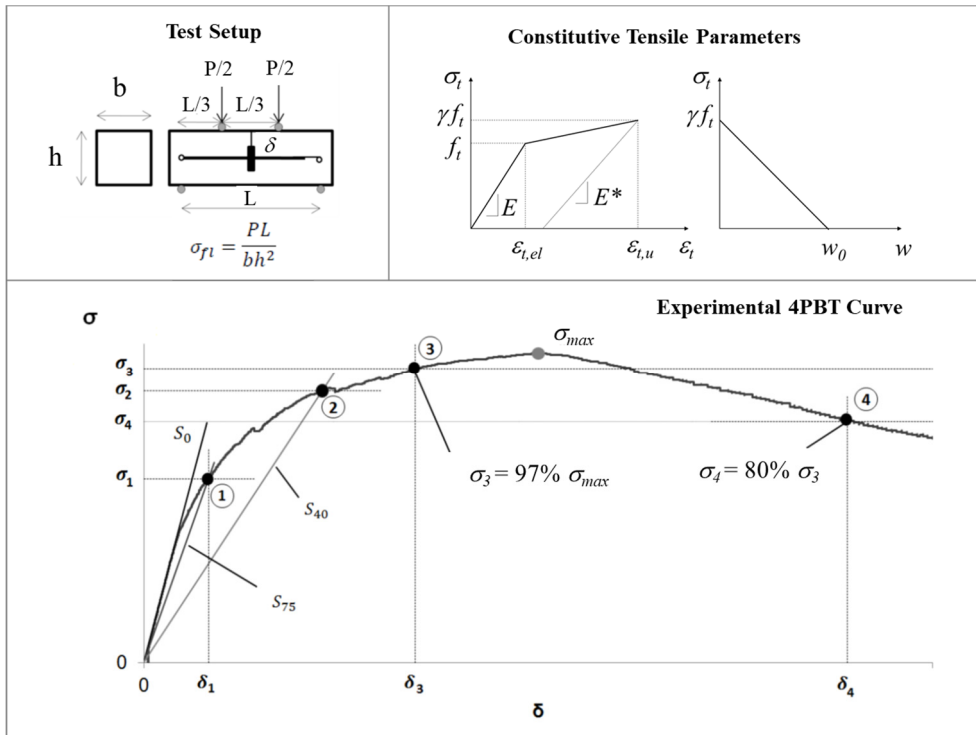 Test Setup
P/2 P/2
b
L/3 L/3
h
δ
L
σfl = PL / bh²
Constitutive Tensile Parameters
σt
γft
ft
E
E*
εt,el
εt,u
εt
σt
γft
w0
w
Experimental 4PBT Curve
σ
σmax
σ3
3
σ2
2
σ4
4
S0
σ1
1
σ3 = 97% σmax
σ4 = 80% σ3
S40
S75
0
0
δ1
δ3
δ4
δ